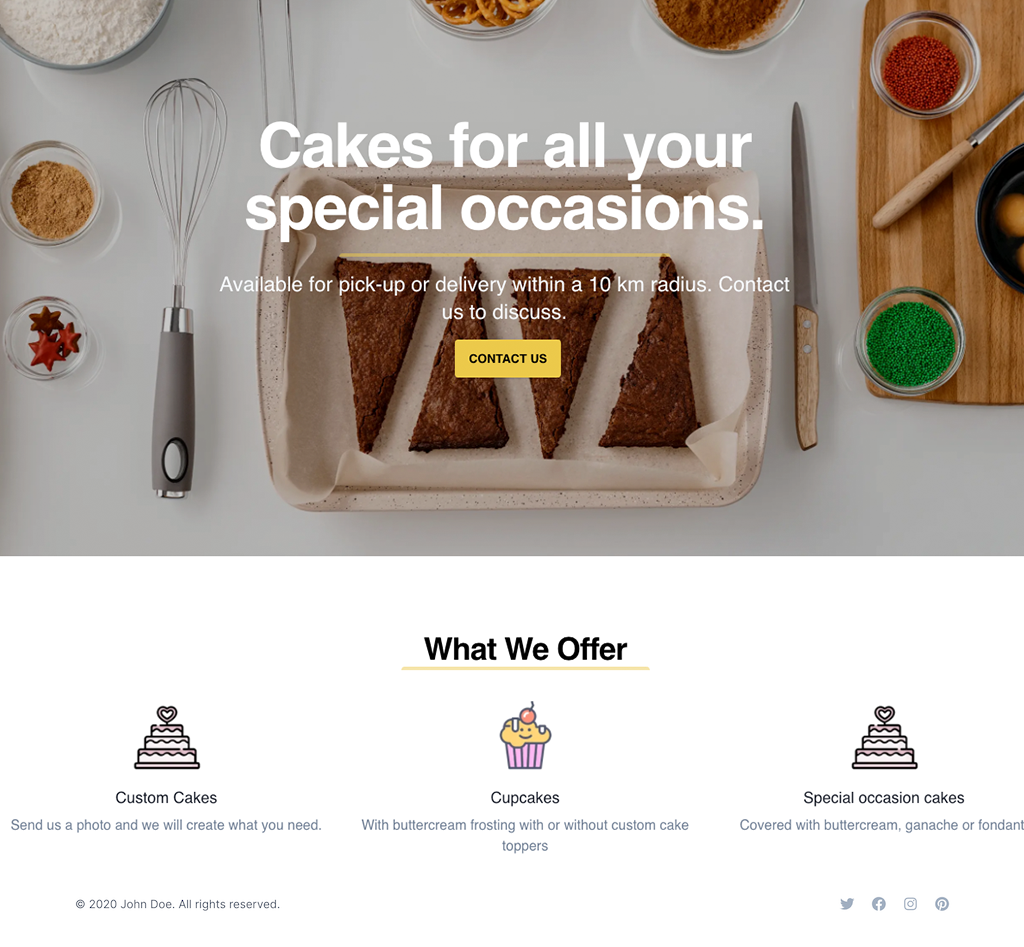 Cakes for all your
special occasions.
Available for pick-up or delivery within a 10 km radius. Contact
us to discuss.
CONTACT US
What We Offer
Custom Cakes
Send us a photo and we will create what you need.
Cupcakes
With buttercream frosting with or without custom cake
toppers
Special occasion cakes
Covered with buttercream, ganache or fondant
© 2020 John Doe. All rights reserved.